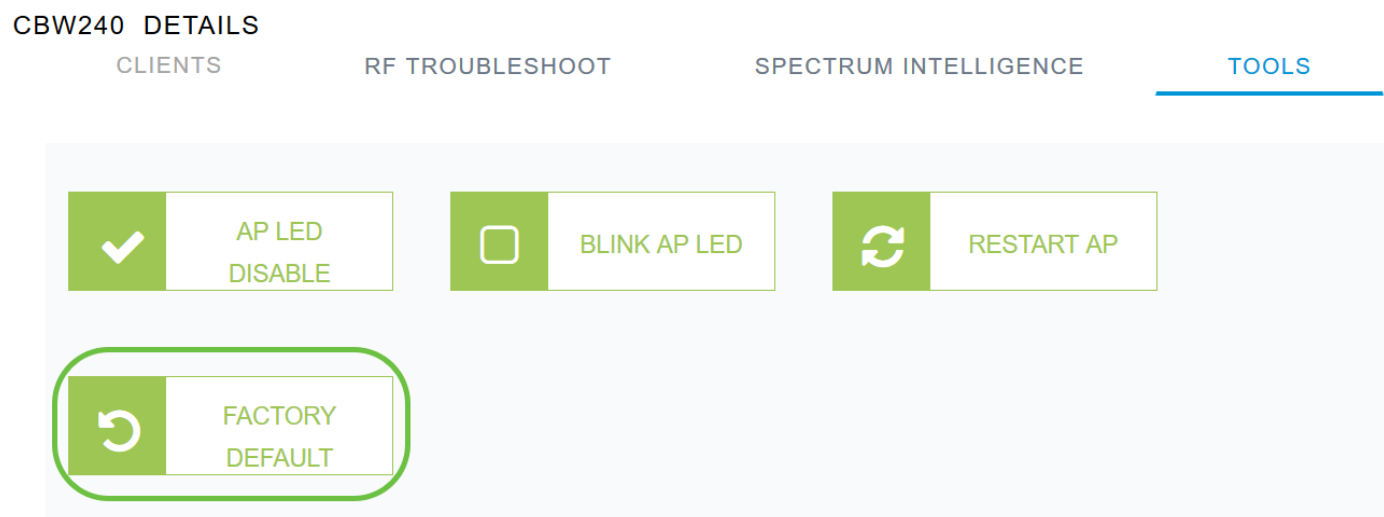 CBW240 DETAILS
CLIENTS RF TROUBLESHOOT SPECTRUM INTELLIGENCE TOOLS
AP LED
DISABLE
BLINK AP LED
RESTART AP
FACTORY
DEFAULT